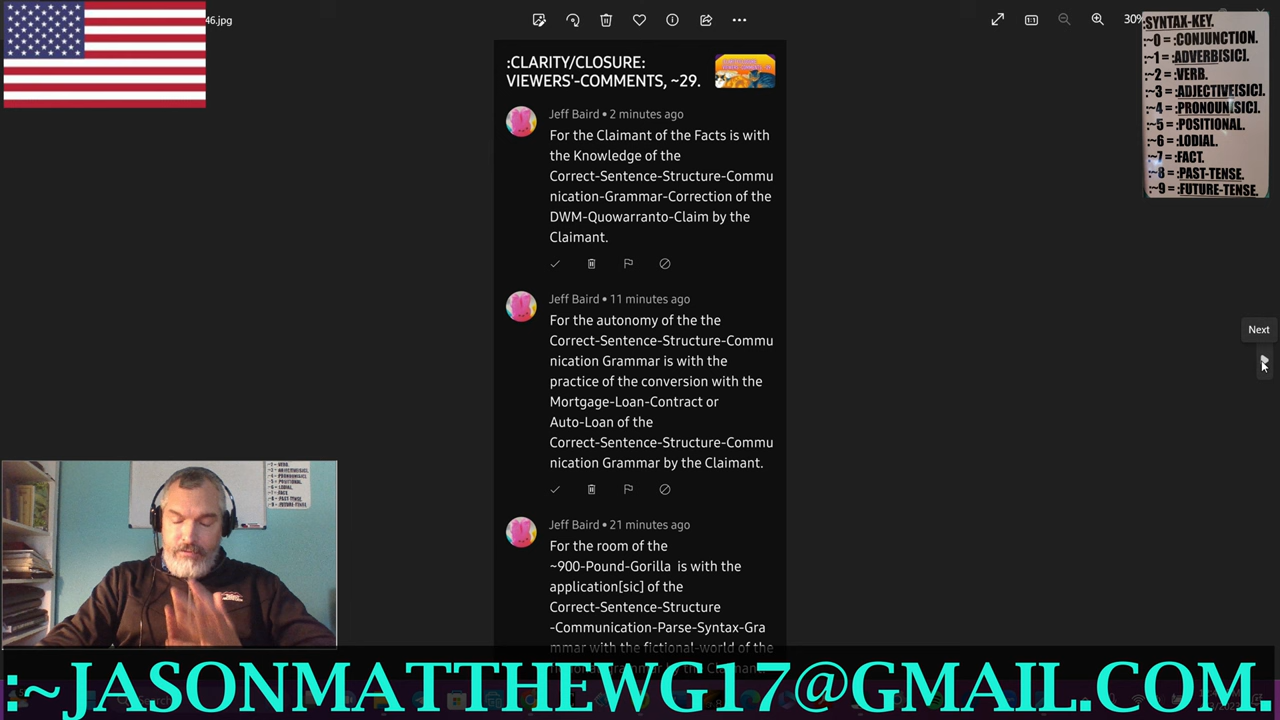 46.jpg
30%
:SYNTAX-KEY.
:~0 = :CONJUNCTION.
:~1 = :ADVERB[SIC].
:~2 = :VERB.
:~3 = :ADJECTIVE[SIC].
:~4 = :PRONOUN[SIC].
:~5 = :POSITIONAL.
:~6 = :LODIAL.
:~7 = :FACT.
:~8 = :PAST-TENSE.
:~9 = :FUTURE-TENSE.
:CLARITY/CLOSURE:
VIEWERS'-COMMENTS, ~29.
Jeff Baird • 2 minutes ago
For the Claimant of the Facts is with
the Knowledge of the
Correct-Sentence-Structure-Commu
nication-Grammar-Correction of the
DWM-Quowarranto-Claim by the
Claimant.
Jeff Baird • 11 minutes ago
For the autonomy of the the
Correct-Sentence-Structure-Commu
nication Grammar is with the
practice of the conversion with the
Mortgage-Loan-Contract or
Auto-Loan of the
Correct-Sentence-Structure-Commu
nication Grammar by the Claimant.
Next
Jeff Baird • 21 minutes ago
For the room of the
~900-Pound-Gorilla is with the
application[sic] of the
Correct-Sentence-Structure
-Communication-Parse-Syntax-Gra
mmar with the fictional-world of the
:~JASONMATTHEWG17@GMAIL.COM.